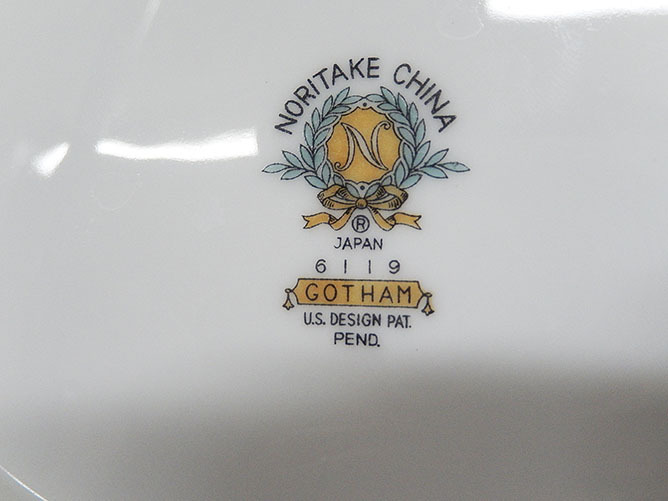 NORITAKE CHINA
N
®
JAPAN
6119
GOTHAM
U.S. DESIGN PAT.
PEND.